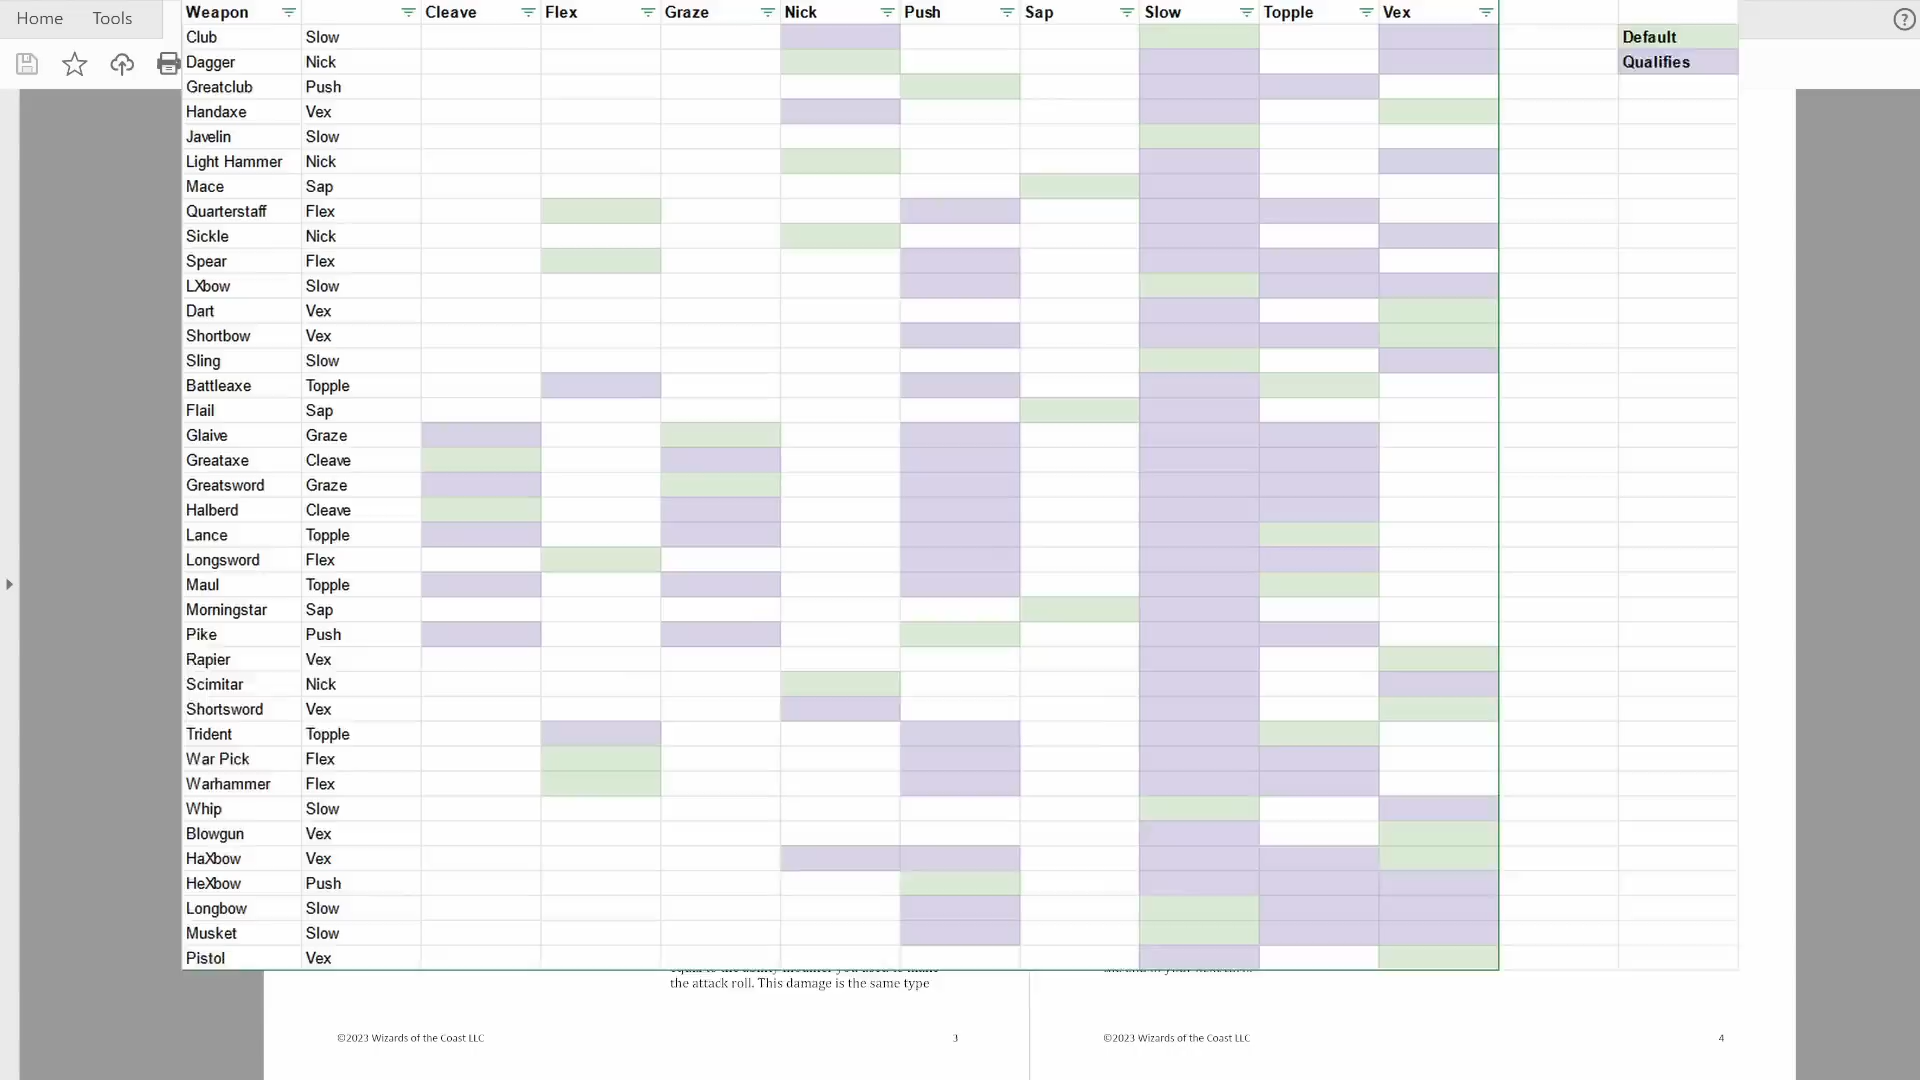 Home Tools
Weapon Cleave Flex Graze Nick Push Sap Slow Topple Vex
Club Slow Default
Dagger Nick Qualifies
Greatclub Push
Handaxe Vex
Javelin Slow
Light Hammer Nick
Mace Sap
Quarterstaff Flex
Sickle Nick
Spear Flex
LXbow Slow
Dart Vex
Shortbow Vex
Sling Slow
Battleaxe Topple
Flail Sap
Glaive Graze
Greataxe Cleave
Greatsword Graze
Halberd Cleave
Lance Topple
Longsword Flex
Maul Topple
Morningstar Sap
Pike Push
Rapier Vex
Scimitar Nick
Shortsword Vex
Trident Topple
War Pick Flex
Warhammer Flex
Whip Slow
Blowgun Vex
HaXbow Vex
HeXbow Push
Longbow Slow
Musket Slow
Pistol Vex
the attack roll. This damage is the same type
©2023 Wizards of the Coast LLC 3
©2023 Wizards of the Coast LLC 4